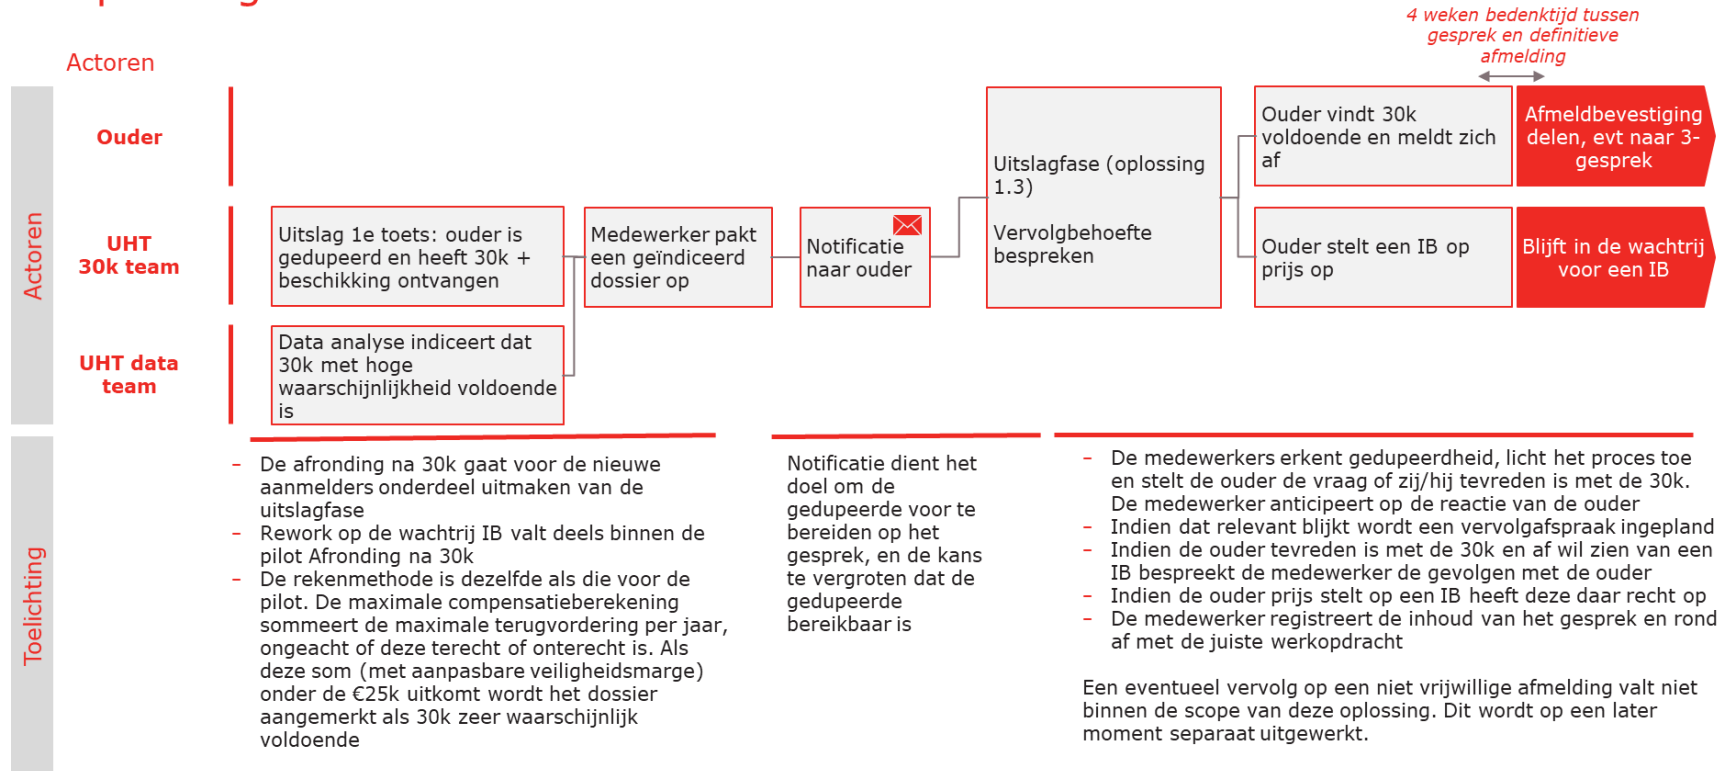 4 weken bedenktijd tussen
gesprek en definitieve
afmelding
Actoren
Actoren
Ouder
Ouder vindt 30k
voldoende en meldt zich
af
Afmeldbevestiging
delen, evt naar 3-
gesprek
Uitslagfase (oplossing
1.3)
Vervolgbehoefte
bespreken
UHT
30k team
Uitslag 1e toets: ouder is
gedupeerd en heeft 30k +
beschikking ontvangen
Medewerker pakt
een geïndiceerd
dossier op
Notificatie
naar ouder
Ouder stelt een IB op
prijs op
Blijft in de wachtrij
voor een IB
UHT data
team
Data analyse indiceert dat
30k met hoge
waarschijnlijkheid voldoende
is
Toelichting
– De afronding na 30k gaat voor de nieuwe
aanmelders onderdeel uitmaken van de
uitslagfase
– Rework op de wachtrij IB valt deels binnen de
pilot Afronding na 30k
– De rekenmethode is dezelfde als die voor de
pilot. De maximale compensatieberekening
sommeert de maximale terugvordering per jaar,
ongeacht of deze terecht of onterecht is. Als
deze som (met aanpasbare veiligheidsmarge)
onder de €25k uitkomt wordt het dossier
aangemerkt als 30k zeer waarschijnlijk
voldoende
Notificatie dient het
doel om de
gedupeerde voor te
bereiden op het
gesprek, en de kans
te vergroten dat de
gedupeerde
bereikbaar is
– De medewerkers erkent gedupeerdheid, licht het proces toe
en stelt de ouder de vraag of zij/hij tevreden is met de 30k.
De medewerker anticipeert op de reactie van de ouder
– Indien dat relevant blijkt wordt een vervolgafspraak ingepland
– Indien de ouder tevreden is met de 30k en af wil zien van een
IB bespreekt de medewerker de gevolgen met de ouder
– Indien de ouder prijs stelt op een IB heeft deze daar recht op
– De medewerker registreert de inhoud van het gesprek en rond
af met de juiste werkopdracht
Een eventueel vervolg op een niet vrijwillige afmelding valt niet
binnen de scope van deze oplossing. Dit wordt op een later
moment separaat uitgewerkt.